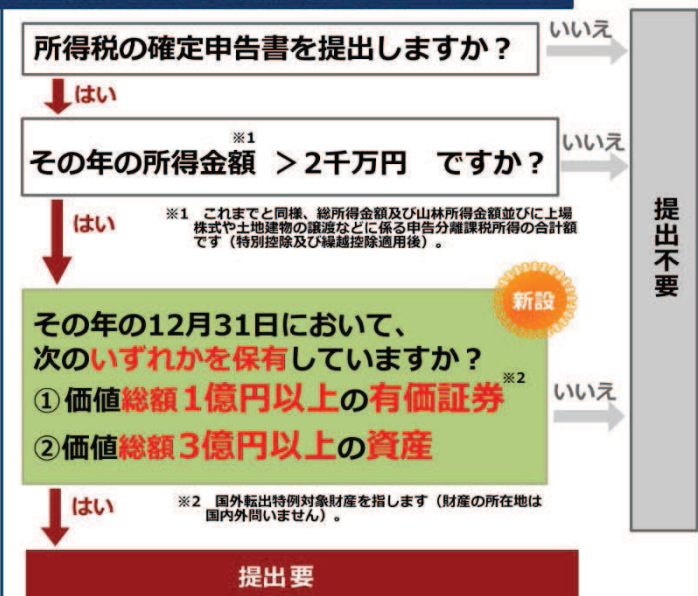 所得税の確定申告書を提出しますか？
いいえ
はい
その年の所得金額※1 ＞2千万円 ですか？
いいえ
はい
※1 これまでと同様、総所得金額及び山林所得金額並びに上場
株式や土地建物の譲渡などに係る申告分離課税所得の合計額
です（特別控除及び繰越控除適用後）。
新設
その年の12月31日において、
次のいずれかを保有していますか？
①価値総額1億円以上の有価証券※2
②価値総額3億円以上の資産
いいえ
はい
※2 国外転出特例対象財産を指します（財産の所在地は
国内外問いません）。
提出不要
提出要